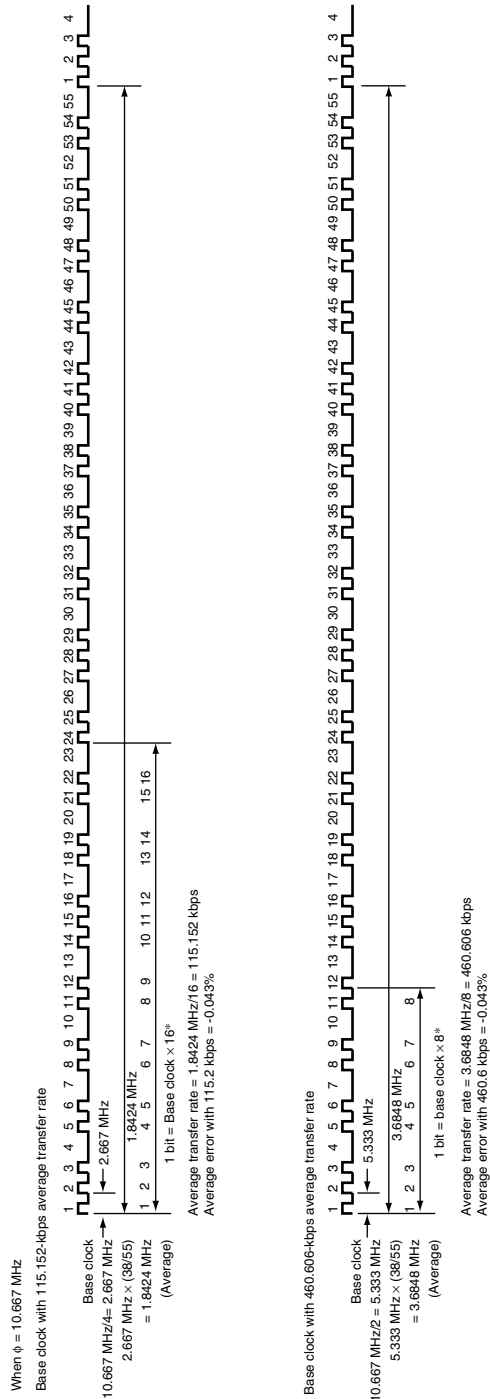 When ϕ = 10.667 MHz
Base clock with 115.152-kbps average transfer rate
1 2 3 4 5 6 7 8 9 10 11 12 13 14 15 16 17 18 19 20 21 22 23 24 25 26 27 28 29 30 31 32 33 34 35 36 37 38 39 40 41 42 43 44 45 46 47 48 49 50 51 52 53 54 55 1 2 3 4
Base clock
10.667 MHz/4= 2.667 MHz
2.667 MHz
2.667 MHz × (38/55)
= 1.8424 MHz
(Average)
1.8424 MHz
1 2 3 4 5 6 7 8 9 10 11 12 13 14 15 16
1 bit = Base clock × 16*
Average transfer rate = 1.8424 MHz/16 = 115.152 kbps
Average error with 115.2 kbps = -0.043%
Base clock with 460.606-kbps average transfer rate
1 2 3 4 5 6 7 8 9 10 11 12 13 14 15 16 17 18 19 20 21 22 23 24 25 26 27 28 29 30 31 32 33 34 35 36 37 38 39 40 41 42 43 44 45 46 47 48 49 50 51 52 53 54 55 1 2 3 4
Base clock
10.667 MHz/2 = 5.333 MHz
5.333 MHz
5.333 MHz × (38/55)
= 3.6848 MHz
(Average)
3.6848 MHz
1 2 3 4 5 6 7 8
1 bit = base clock × 8*
Average transfer rate = 3.6848 MHz/8 = 460.606 kbps
Average error with 460.6 kbps = -0.043%